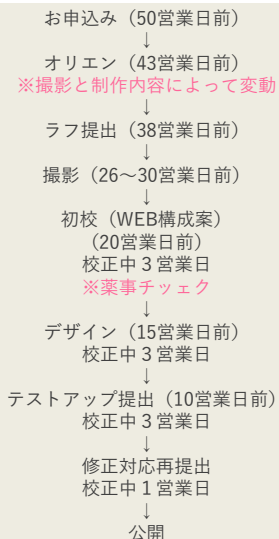 お申込み（50営業日前）
↓
オリエン（43営業日前）
※撮影と制作内容によって変動
↓
ラフ提出（38営業日前）
↓
撮影（26～30営業日前）
↓
初校（WEB構成案）
（20営業日前）
校正中３営業日
※薬事チッェク
↓
デザイン（15営業日前）
校正中３営業日
↓
テストアップ提出（10営業日前）
校正中３営業日
↓
修正対応再提出
校正中１営業日
↓
公開